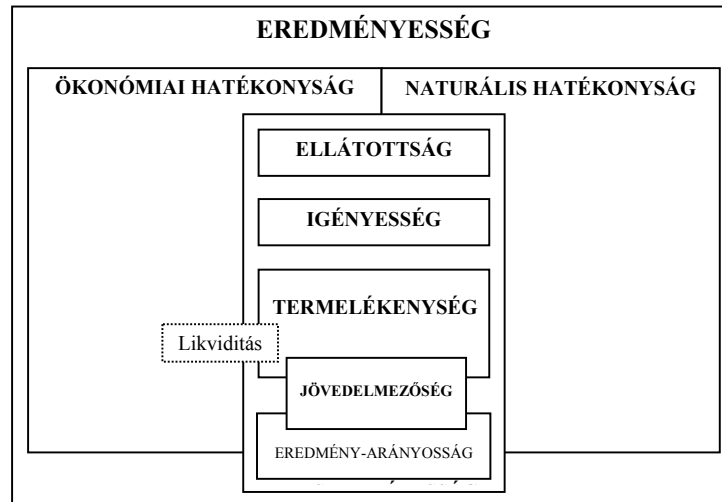 EREDMÉNYESSÉG
ÖKONÓMIAI HATÉKONYSÁG
NATURÁLIS HATÉKONYSÁG
ELLÁTOTTSÁG
IGÉNYESSÉG
TERMELÉKENYSÉG
Likviditás
JÖVEDELMEZŐSÉG
EREDMÉNY-ARÁNYOSSÁG